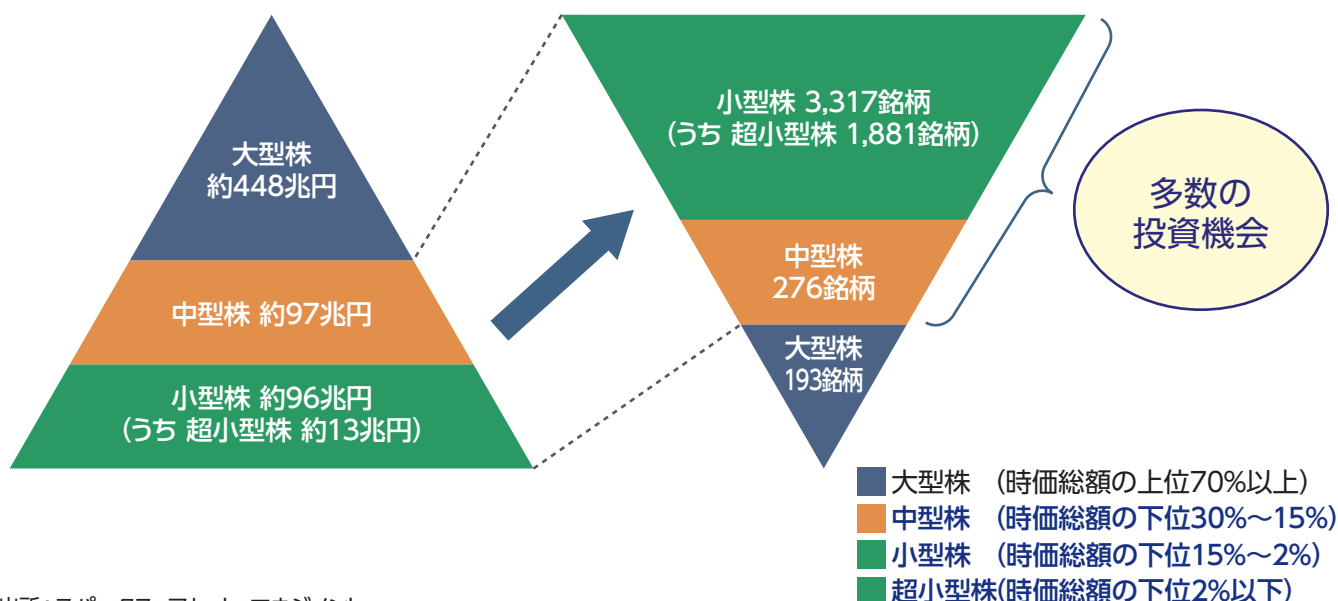 大型株
約448兆円
中型株 約97兆円
小型株 約96兆円
(うち 超小型株 約13兆円)
小型株 3,317銘柄
(うち 超小型株 1,881銘柄)
中型株
276銘柄
大型株
193銘柄
多数の
投資機会
大型株 (時価総額の上位70%以上)
中型株 (時価総額の下位30%~15%)
小型株 (時価総額の下位15%~2%)
超小型株(時価総額の下位2%以下)